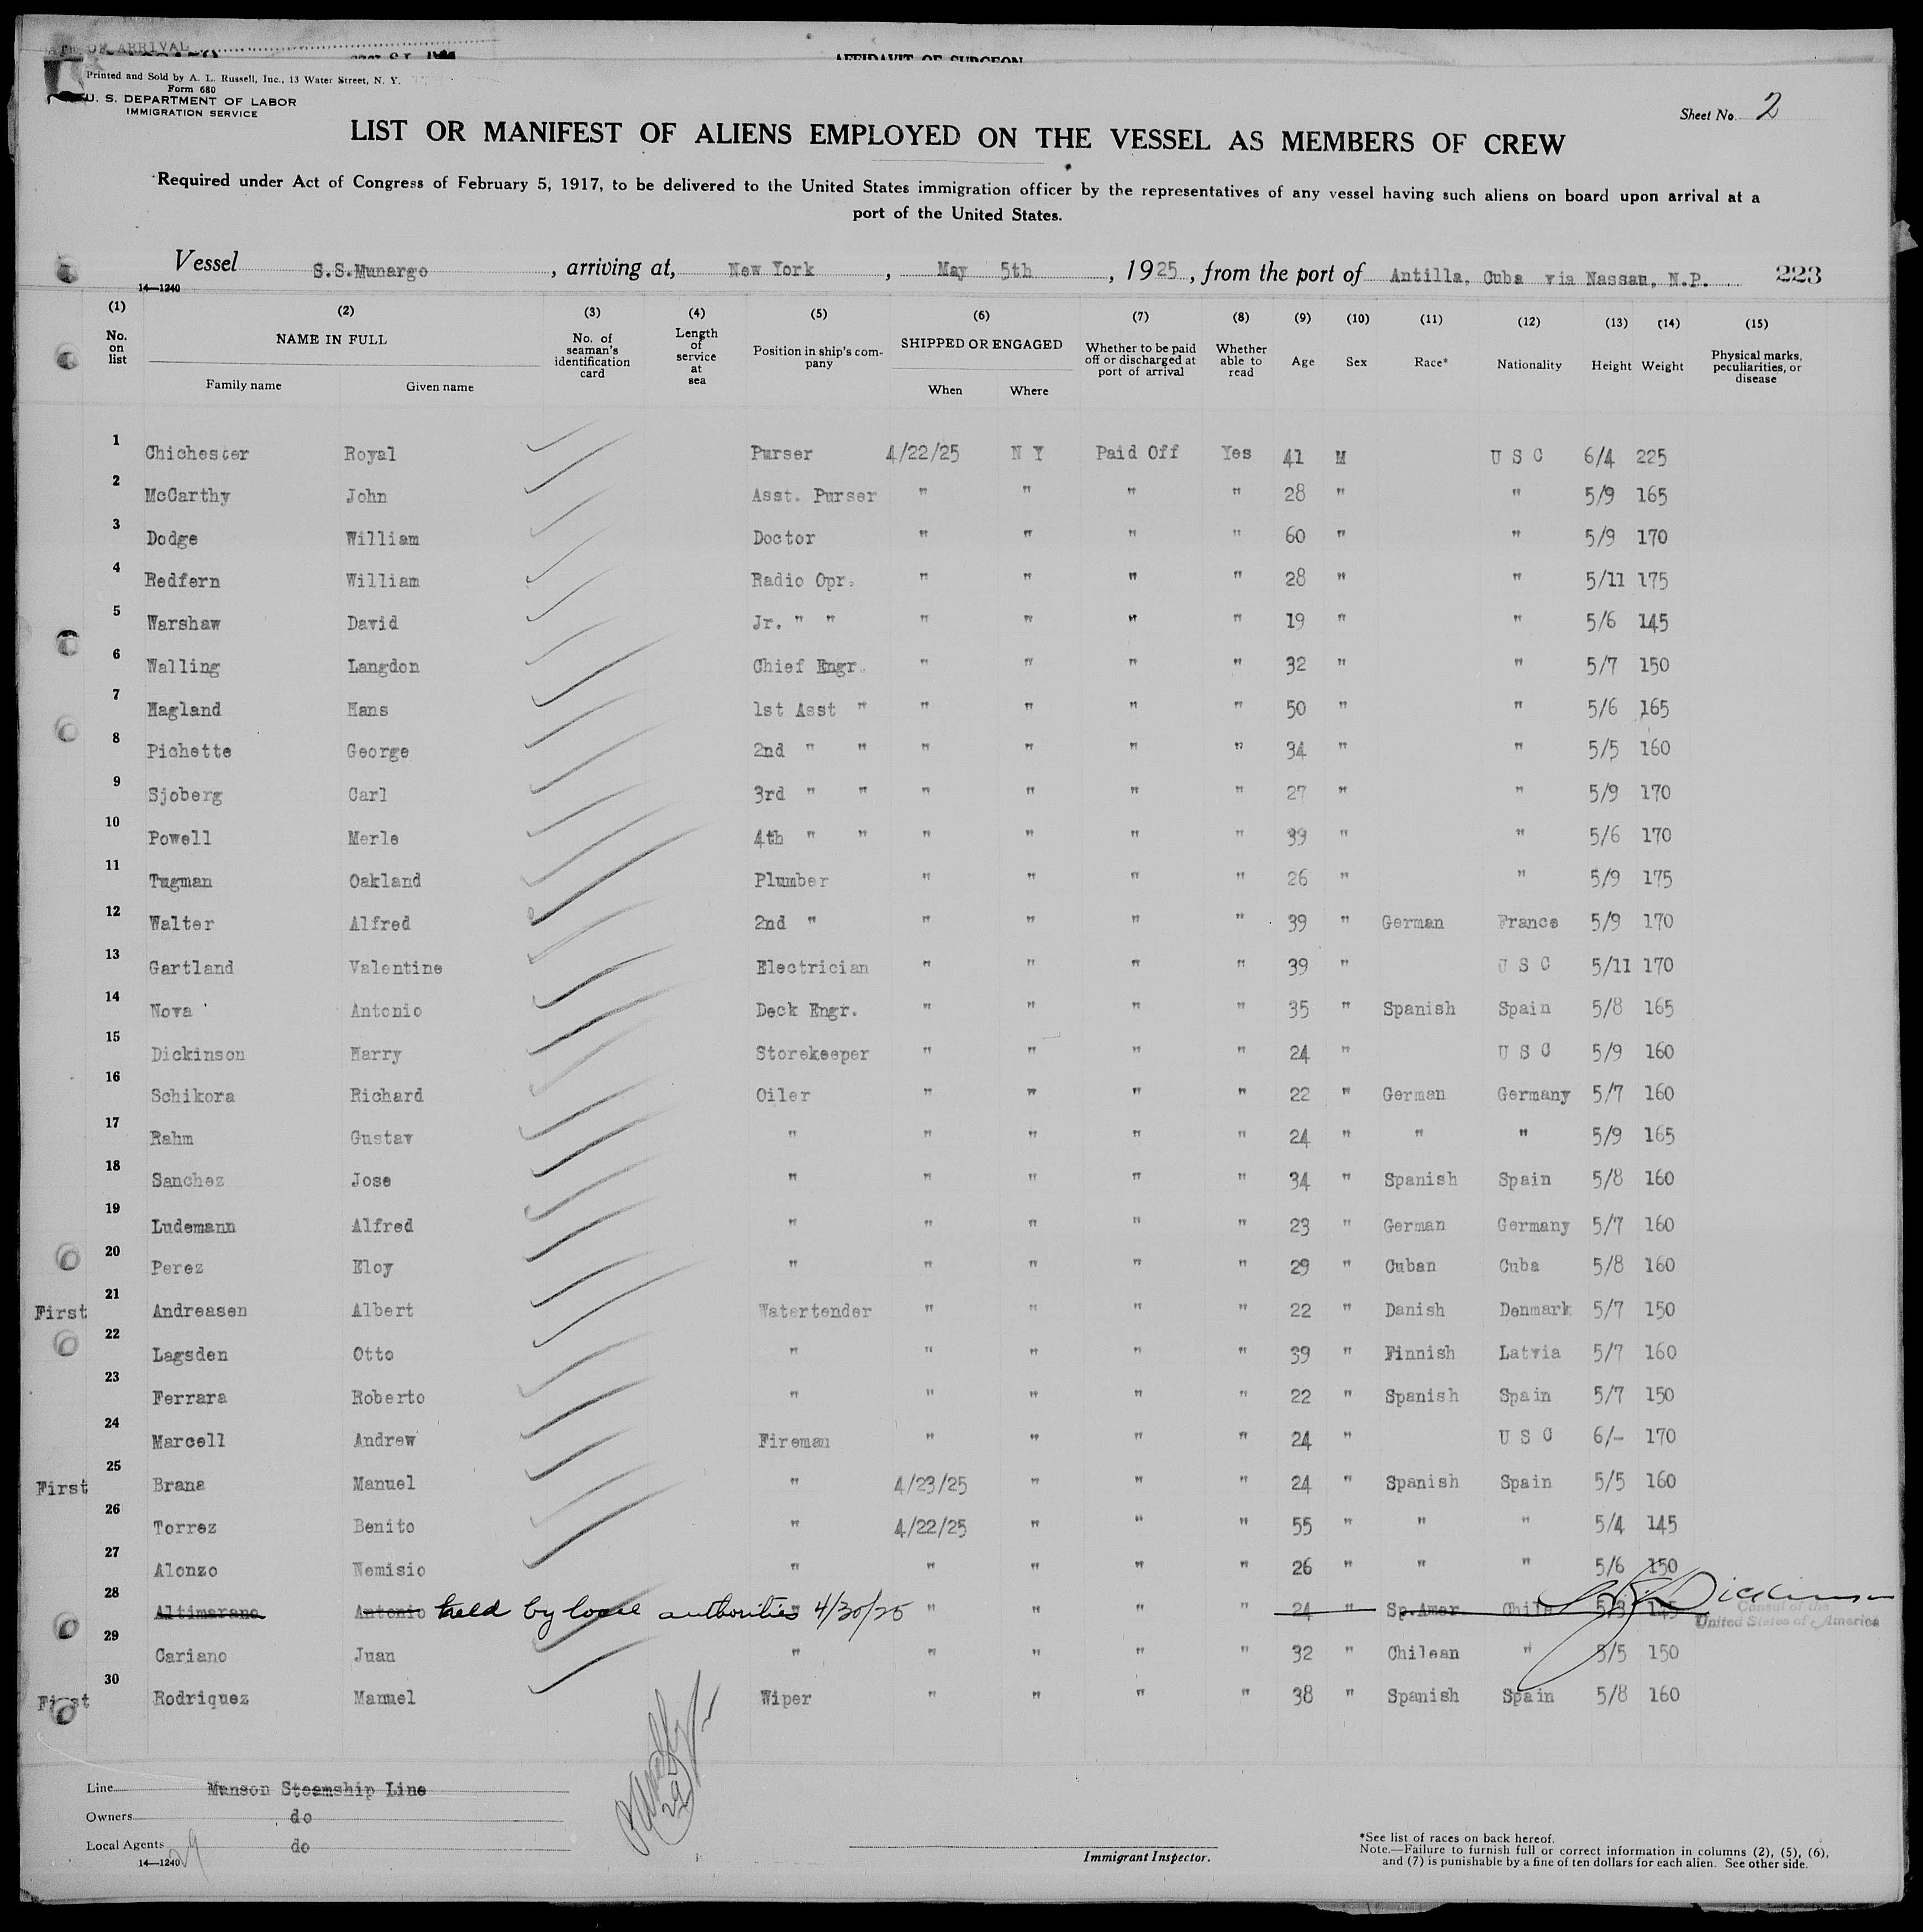 DATE OF ARRIVAL
AFFIDAVIT OF SURGEON
Printed and Sold by A. L. Russell, Inc., 13 Water Street, N. Y.
Form 680
U. S. DEPARTMENT OF LABOR
IMMIGRATION SERVICE
Sheet No. 2
LIST OR MANIFEST OF ALIENS EMPLOYED ON THE VESSEL AS MEMBERS OF CREW
Required under Act of Congress of February 5, 1917, to be delivered to the United States immigration officer by the representatives of any vessel having such aliens on board upon arrival at a
port of the United States.
Vessel S.S.Munargo, arriving at, New York, May 5th, 1925, from the port of Antilla, Cuba via Nassau, N.P. 223
14—1240
(1) (2) (3) (4) (5) (6) (7) (8) (9) (10) (11) (12) (13) (14) (15)
No. on list NAME IN FULL Family name Given name No. of seaman's identification card Length of service at sea Position in ship's company SHIPPED OR ENGAGED When Where Whether to be paid off or discharged at port of arrival Whether able to read Age Sex Race* Nationality Height Weight Physical marks, peculiarities, or disease
1 Chichester Royal Purser 4/22/25 N Y Paid Off Yes 41 M U S C 6/4 225
2 McCarthy John Asst. Purser " " " " 28 " " 5/9 165
3 Dodge William Doctor " " " " 60 " " 5/9 170
4 Redfern William Radio Opr. " " " " 28 " " 5/11 175
5 Warshaw David Jr. " " " " " " 19 " " 5/6 145
6 Walling Langdon Chief Engr. " " " " 32 " " 5/7 150
7 Hagland Hans 1st Asst " " " " " 50 " " 5/6 165
8 Pichette George 2nd " " " " " " 34 " " 5/5 160
9 Sjoberg Carl 3rd " " " " " " 27 " " 5/9 170
10 Powell Merle 4th " " " " " " 39 " " 5/6 170
11 Tugman Oakland Plumber " " " " 26 " " 5/9 175
12 Walter Alfred 2nd " " " " " 39 " German France 5/9 170
13 Gartland Valentine Electrician " " " " 39 " U S C 5/11 170
14 Nova Antonio Deck Engr. " " " " 35 " Spanish Spain 5/8 165
15 Dickinson Harry Storekeeper " " " " 24 " U S C 5/9 160
16 Schikora Richard Oiler " " " " 22 " German Germany 5/7 160
17 Rahm Gustav " " " " " 24 " " " 5/9 165
18 Sanchez Jose " " " " " 34 " Spanish Spain 5/8 160
19 Ludemann Alfred " " " " " 23 " German Germany 5/7 160
20 Perez Eloy " " " " " 29 " Cuban Cuba 5/8 160
First 21 Andreasen Albert Watertender " " " " 22 " Danish Denmark 5/7 150
22 Lagsden Otto " " " " " 39 " Finnish Latvia 5/7 160
23 Ferrara Roberto " " " " " 22 " Spanish Spain 5/7 150
24 Marcell Andrew Fireman " " " " 24 " U S C 6/- 170
First 25 Brana Manuel " 4/23/25 " " " 24 " Spanish Spain 5/5 160
26 Torrez Benito " 4/22/25 " " " 55 " " " 5/4 145
27 Alonzo Nemisio " " " " " 26 " " " 5/6 150
28 Altimarano Antonio held by local authorities 4/30/25 " " " " " 24 " Sp.Amer. Chile 5/3 145 Dickinson
Consul of the
United States of America
29 Cariano Juan " " " " " 32 " Chilean " 5/5 150
First 30 Rodriquez Manuel Wiper " " " " 38 " Spanish Spain 5/8 160
Line Munson Steamship Line
Owners do
Local Agents do
14—1240
29
29
Immigrant Inspector.
*See list of races on back hereof.
Note.—Failure to furnish full or correct information in columns (2), (5), (6),
and (7) is punishable by a fine of ten dollars for each alien. See other side.